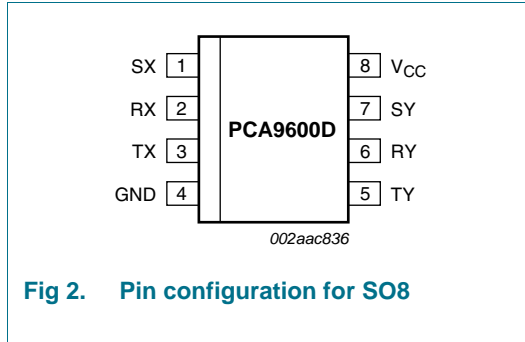 SX 1 8 VCC
RX 2 PCA9600D 7 SY
TX 3 6 RY
GND 4 5 TY
002aac836
Fig 2. Pin configuration for SO8